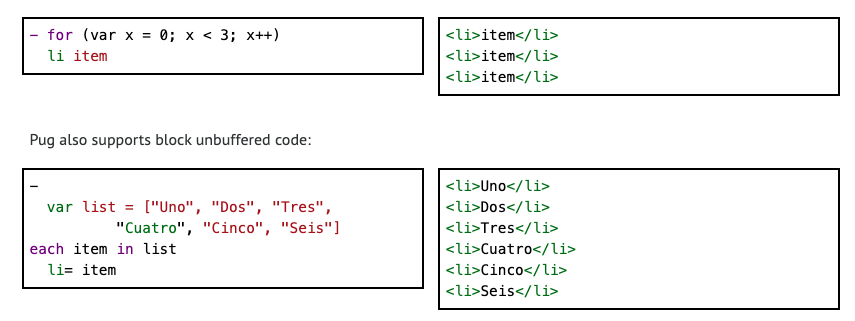 - for (var x = 0; x < 3; x++)
  li item
<li>item</li>
<li>item</li>
<li>item</li>
Pug also supports block unbuffered code:
-
  var list = ["Uno", "Dos", "Tres",
          "Cuatro", "Cinco", "Seis"]
each item in list
  li= item
<li>Uno</li>
<li>Dos</li>
<li>Tres</li>
<li>Cuatro</li>
<li>Cinco</li>
<li>Seis</li>